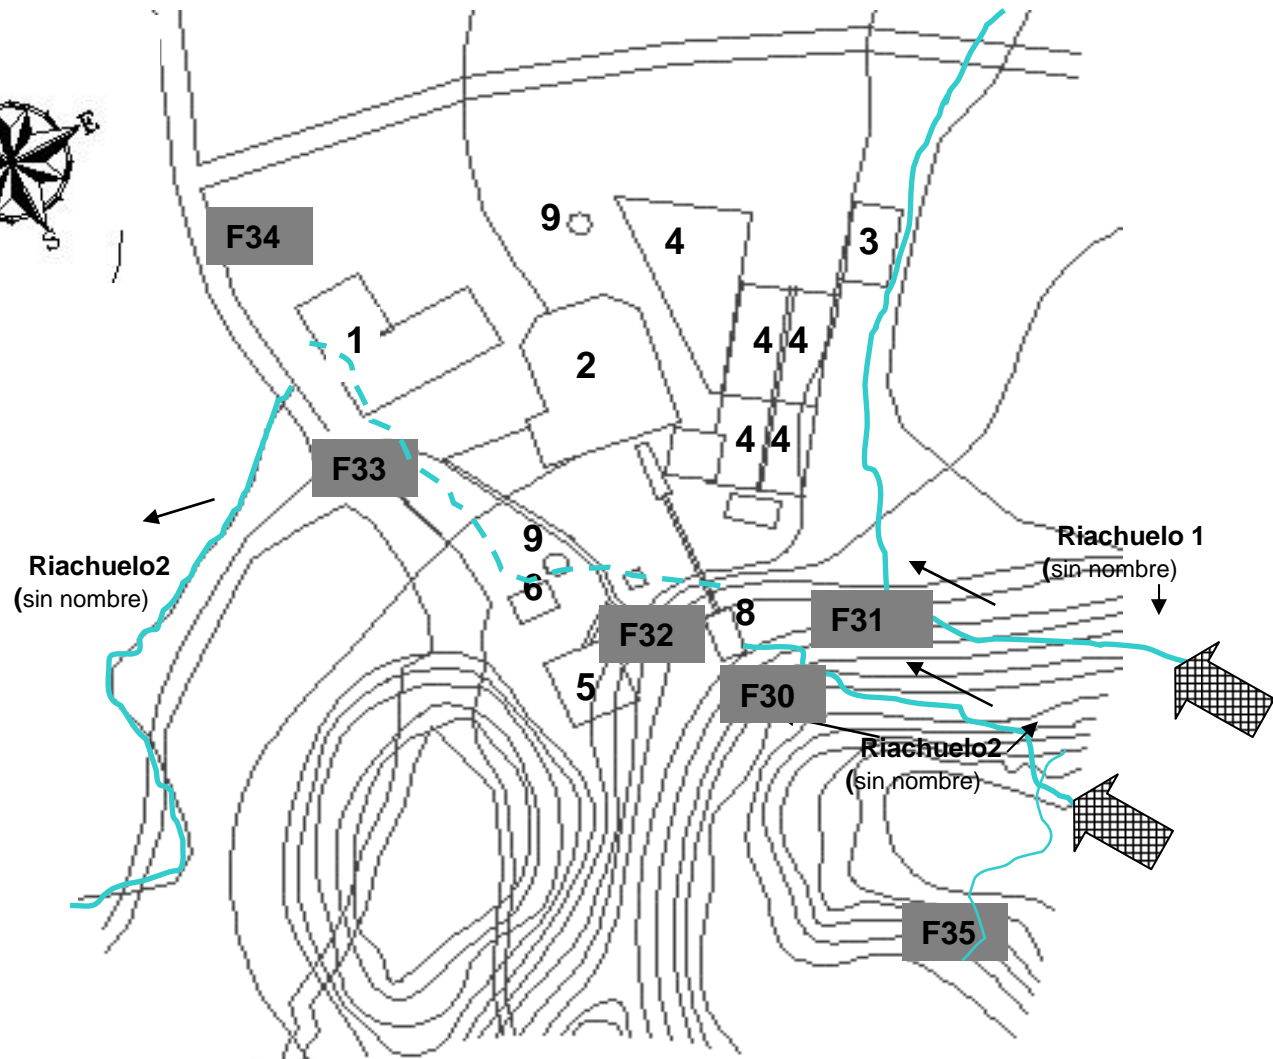 E
S
F34
9
4
3
1
2
4
4
4
4
F33
9
6
Riachuelo 1
(sin nombre)
Riachuelo2
(sin nombre)
8
F31
F32
5
F30
Riachuelo2
(sin nombre)
F35